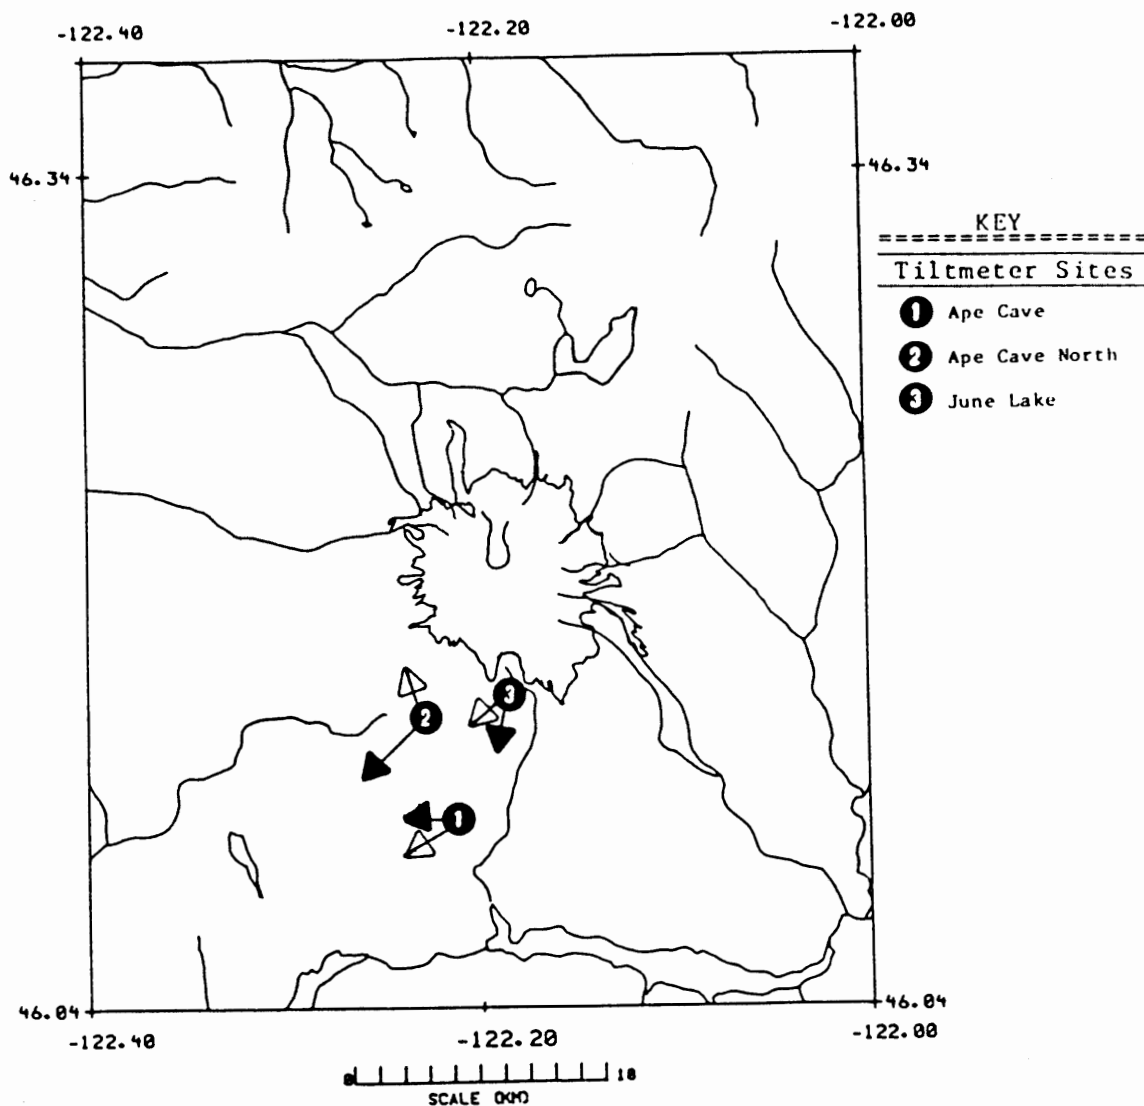 -122.40 -122.20 -122.00
46.34 46.34
KEY
Tiltmeter Sites
1 Ape Cave
2 Ape Cave North
3 June Lake
3
2
1
46.04 46.04
-122.40 -122.20 -122.00
0 10
SCALE (KM)